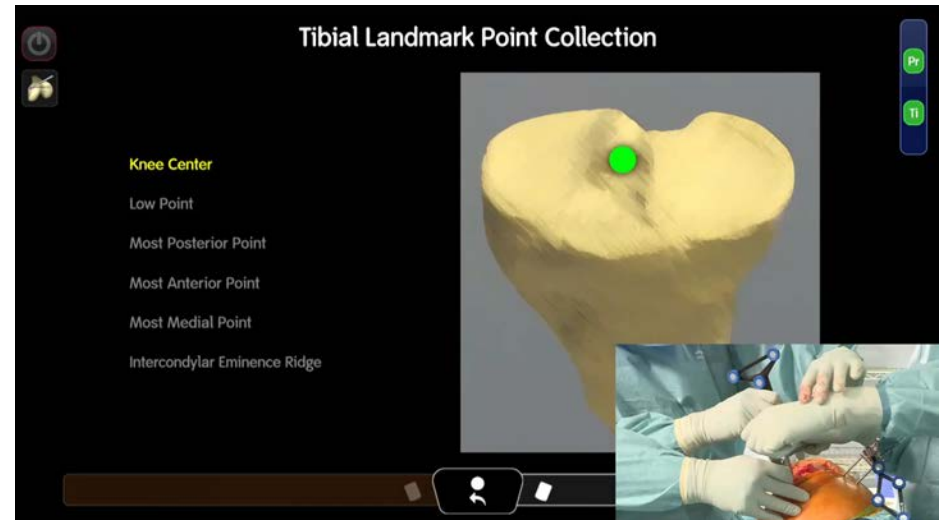 Tibial Landmark Point Collection
Pr
Ti
Knee Center
Low Point
Most Posterior Point
Most Anterior Point
Most Medial Point
Intercondylar Eminence Ridge